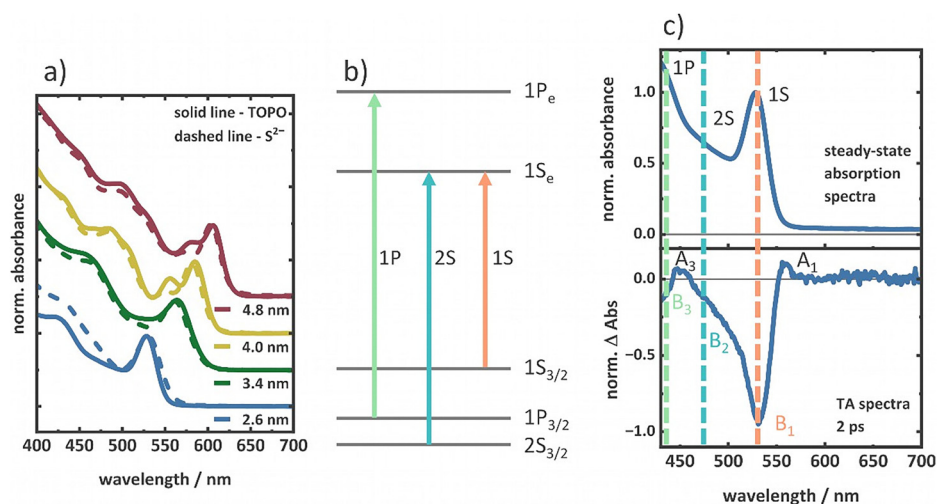 a)
norm. absorbance
solid line - TOPO
dashed line - S²⁻
4.8 nm
4.0 nm
3.4 nm
2.6 nm
400 450 500 550 600 650 700
wavelength / nm
b)
1Pₑ
1Sₑ
1P
2S
1S
1S₃/₂
1P₃/₂
2S₃/₂
c)
norm. absorbance
1.0
0.5
0.0
1P
2S
1S
steady-state
absorption
spectra
norm. Δ Abs
0.0
−0.5
−1.0
A₃
A₁
B₃
B₂
B₁
TA spectra
2 ps
450 500 550 600 650 700
wavelength / nm